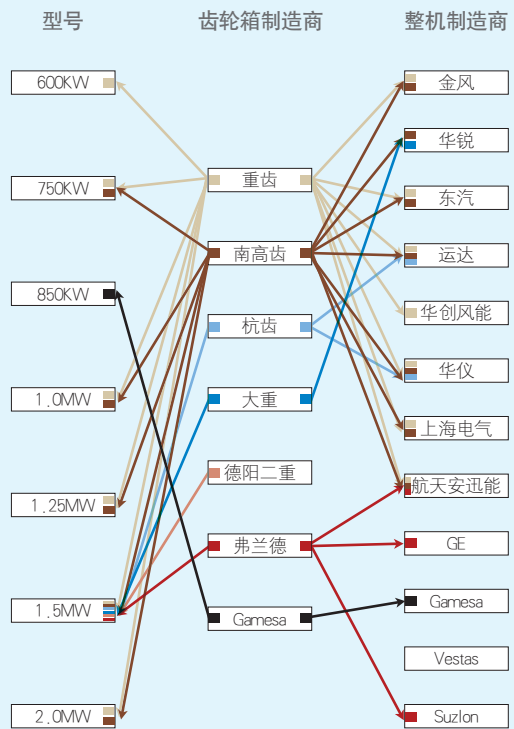 型号
齿轮箱制造商
整机制造商
600KW
750KW
850KW
1.0MW
1.25MW
1.5MW
2.0MW
重齿
南高齿
杭齿
大重
德阳二重
弗兰德
Gamesa
金风
华锐
东汽
运达
华创风能
华仪
上海电气
航天安迅能
GE
Gamesa
Vestas
Suzlon